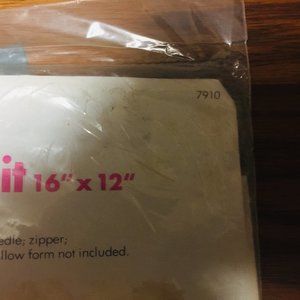 7910
it 16" x 12"
edle; zipper;
llow form not included.